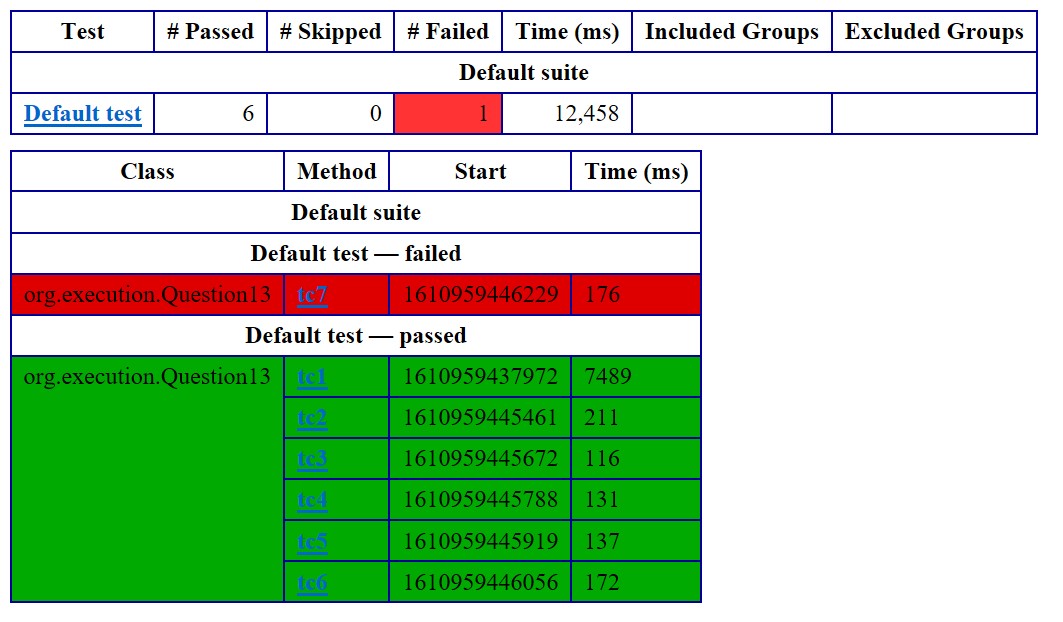 Test # Passed # Skipped # Failed Time (ms) Included Groups Excluded Groups
Default suite
Default test 6 0 1 12,458
Class Method Start Time (ms)
Default suite
Default test — failed
org.execution.Question13 tc7 1610959446229 176
Default test — passed
org.execution.Question13 tc1 1610959437972 7489
tc2 1610959445461 211
tc3 1610959445672 116
tc4 1610959445788 131
tc5 1610959445919 137
tc6 1610959446056 172